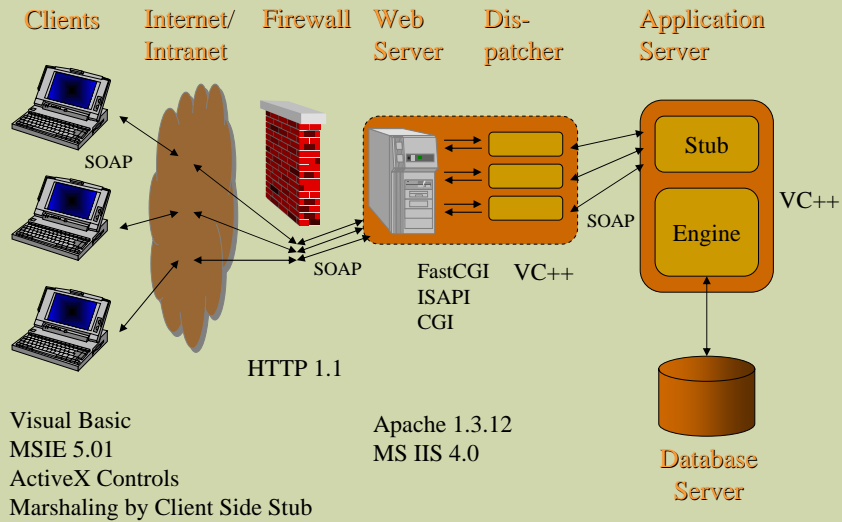 Clients
Internet/
Intranet
Firewall
Web
Server
Dis-
patcher
Application
Server
SOAP
SOAP
SOAP
Stub
Engine
VC++
FastCGI
ISAPI
CGI
VC++
HTTP 1.1
Visual Basic
MSIE 5.01
ActiveX Controls
Marshaling by Client Side Stub
Apache 1.3.12
MS IIS 4.0
Database
Server